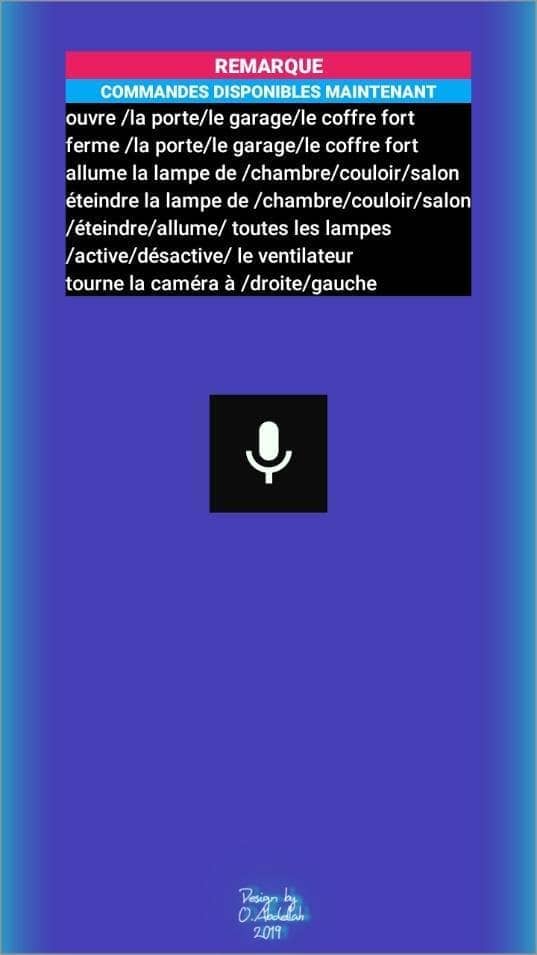 REMARQUE
COMMANDES DISPONIBLES MAINTENANT
ouvre /la porte/le garage/le coffre fort
ferme /la porte/le garage/le coffre fort
allume la lampe de /chambre/couloir/salon
éteindre la lampe de /chambre/couloir/salon
/éteindre/allume/ toutes les lampes
/active/désactive/ le ventilateur
tourne la caméra à /droite/gauche
Design by
O.Abdellah
2019